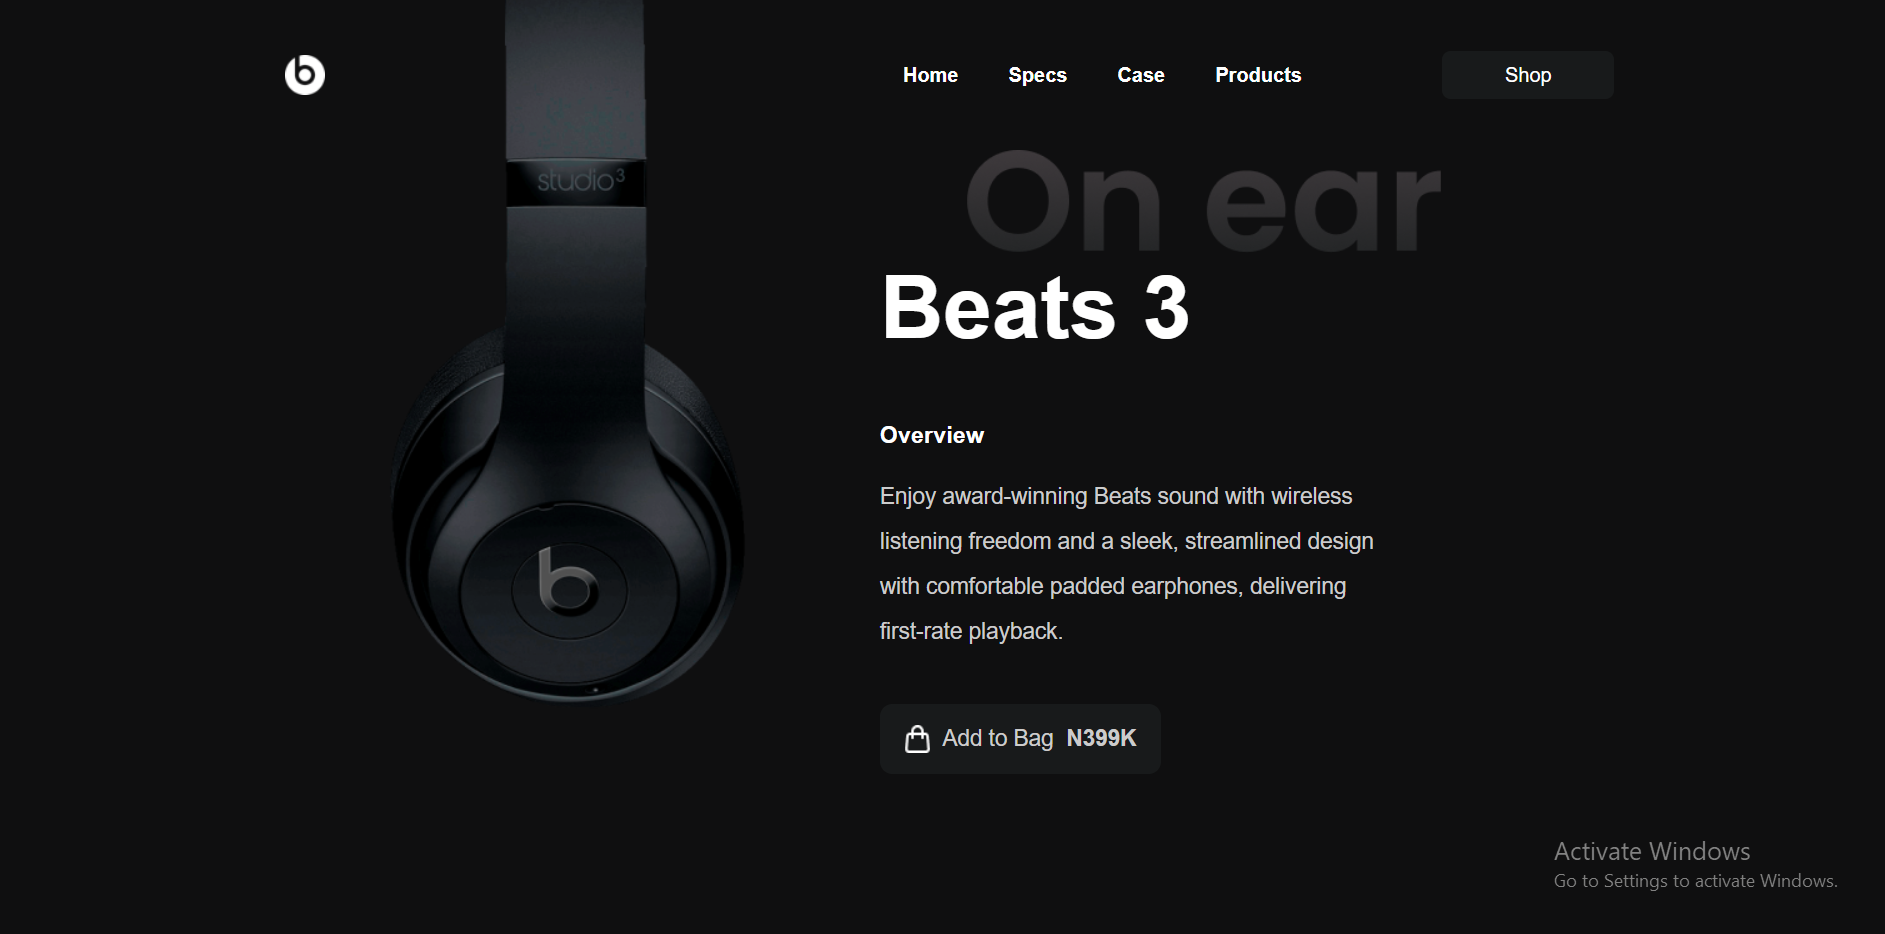 Home Specs Case Products Shop
studio3
On ear
Beats 3
Overview
Enjoy award-winning Beats sound with wireless
listening freedom and a sleek, streamlined design
with comfortable padded earphones, delivering
first-rate playback.
Add to Bag N399K
Activate Windows
Go to Settings to activate Windows.